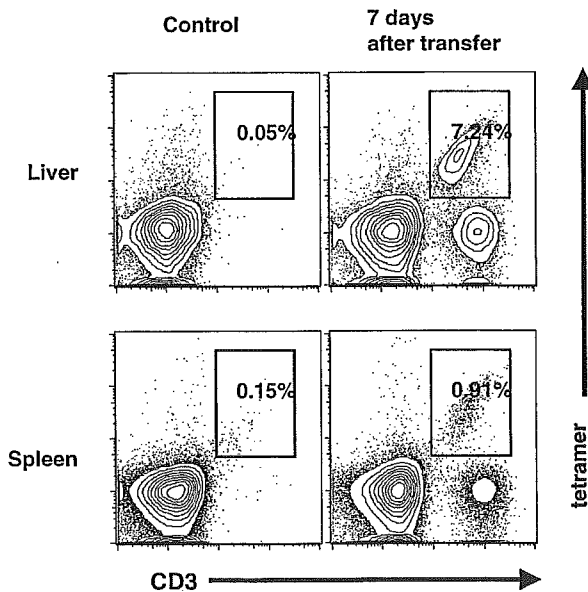 Control
7 days
after transfer
Liver
0.05%
7.24%
Spleen
0.15%
0.91%
tetramer
CD3